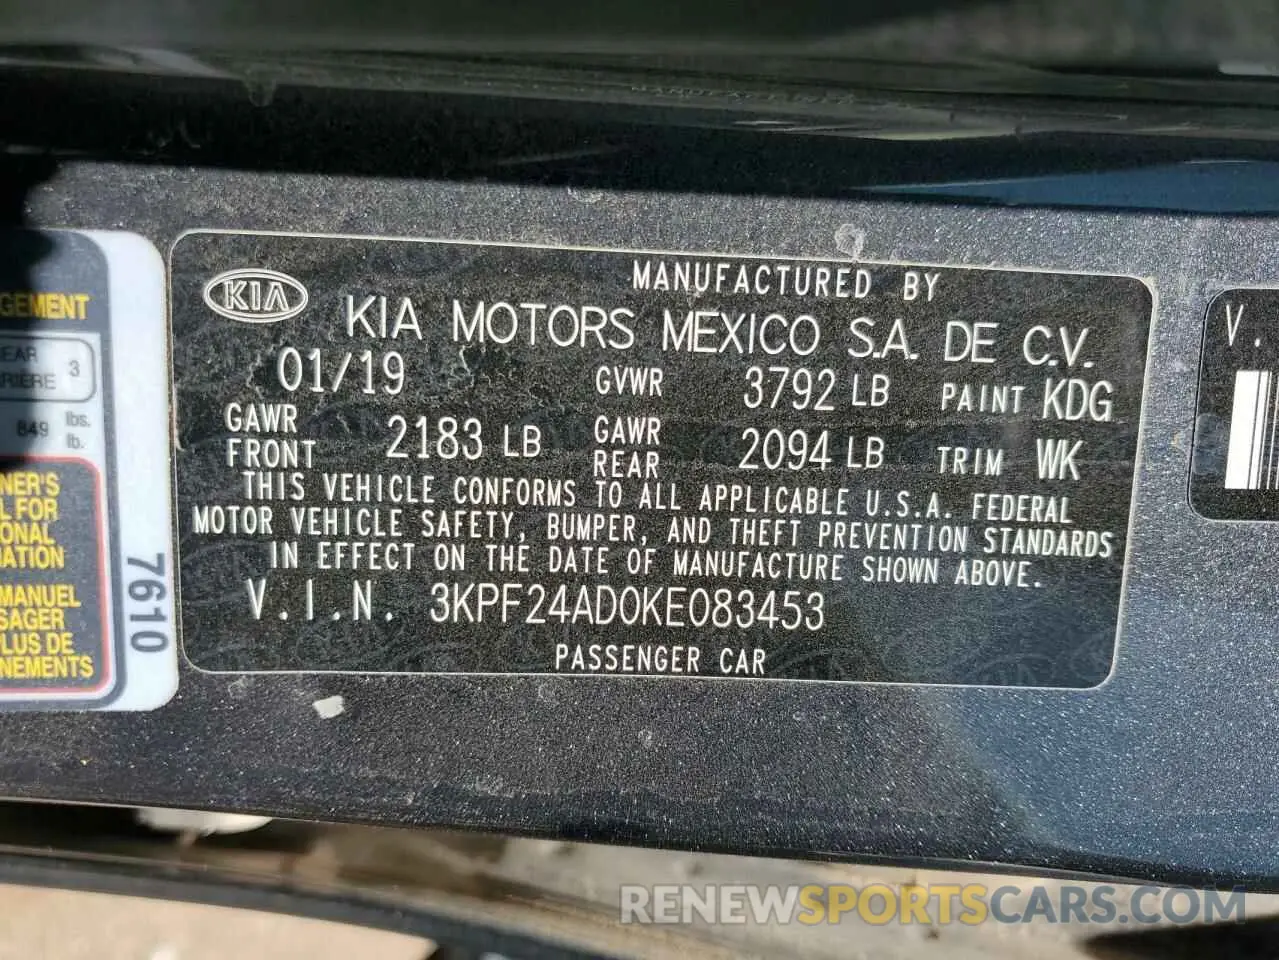 MANUFACTURED BY
KIA KIA MOTORS MEXICO S.A. DE C.V.
01/19 GVWR 3792 LB PAINT KDG
GAWR FRONT 2183 LB GAWR REAR 2094 LB TRIM WK
THIS VEHICLE CONFORMS TO ALL APPLICABLE U.S.A. FEDERAL
MOTOR VEHICLE SAFETY, BUMPER, AND THEFT PREVENTION STANDARDS
IN EFFECT ON THE DATE OF MANUFACTURE SHOWN ABOVE.
V.I.N. 3KPF24AD0KE083453
PASSENGER CAR
GEMENT
EAR 3
RIERE
849 lbs.
lb.
NER'S
L FOR
ONAL
ATION
MANUEL
SAGER
LUS DE
NEMENTS
7610
V.
RENEWSPORTSCARS.COM